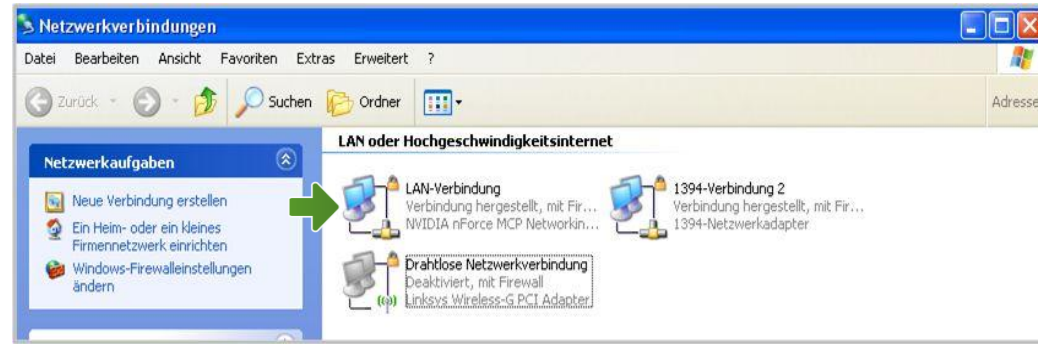 Netzwerkverbindungen
Datei Bearbeiten Ansicht Favoriten Extras Erweitert ?
Zurück Suchen Ordner Adresse
Netzwerkaufgaben
Neue Verbindung erstellen
Ein Heim- oder ein kleines
Firmennetzwerk einrichten
Windows-Firewalleinstellungen
ändern
LAN oder Hochgeschwindigkeitsinternet
LAN-Verbindung
Verbindung hergestellt, mit Fir...
NVIDIA nForce MCP Networkin...
1394-Verbindung 2
Verbindung hergestellt, mit Fir...
1394-Netzwerkadapter
Drahtlose Netzwerkverbindung
Deaktiviert, mit Firewall
Linksys Wireless-G PCI Adapter